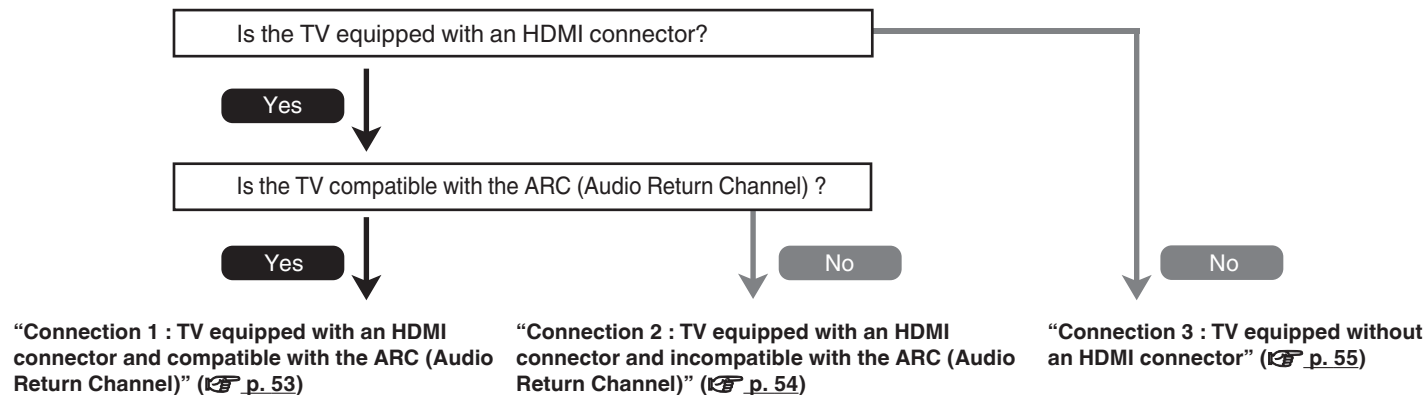 Is the TV equipped with an HDMI connector?
Yes
Is the TV compatible with the ARC (Audio Return Channel) ?
Yes
No
No
“Connection 1 : TV equipped with an HDMI
connector and compatible with the ARC (Audio
Return Channel)” (☞ p. 53)
“Connection 2 : TV equipped with an HDMI
connector and incompatible with the ARC (Audio
Return Channel)” (☞ p. 54)
“Connection 3 : TV equipped without
an HDMI connector” (☞ p. 55)